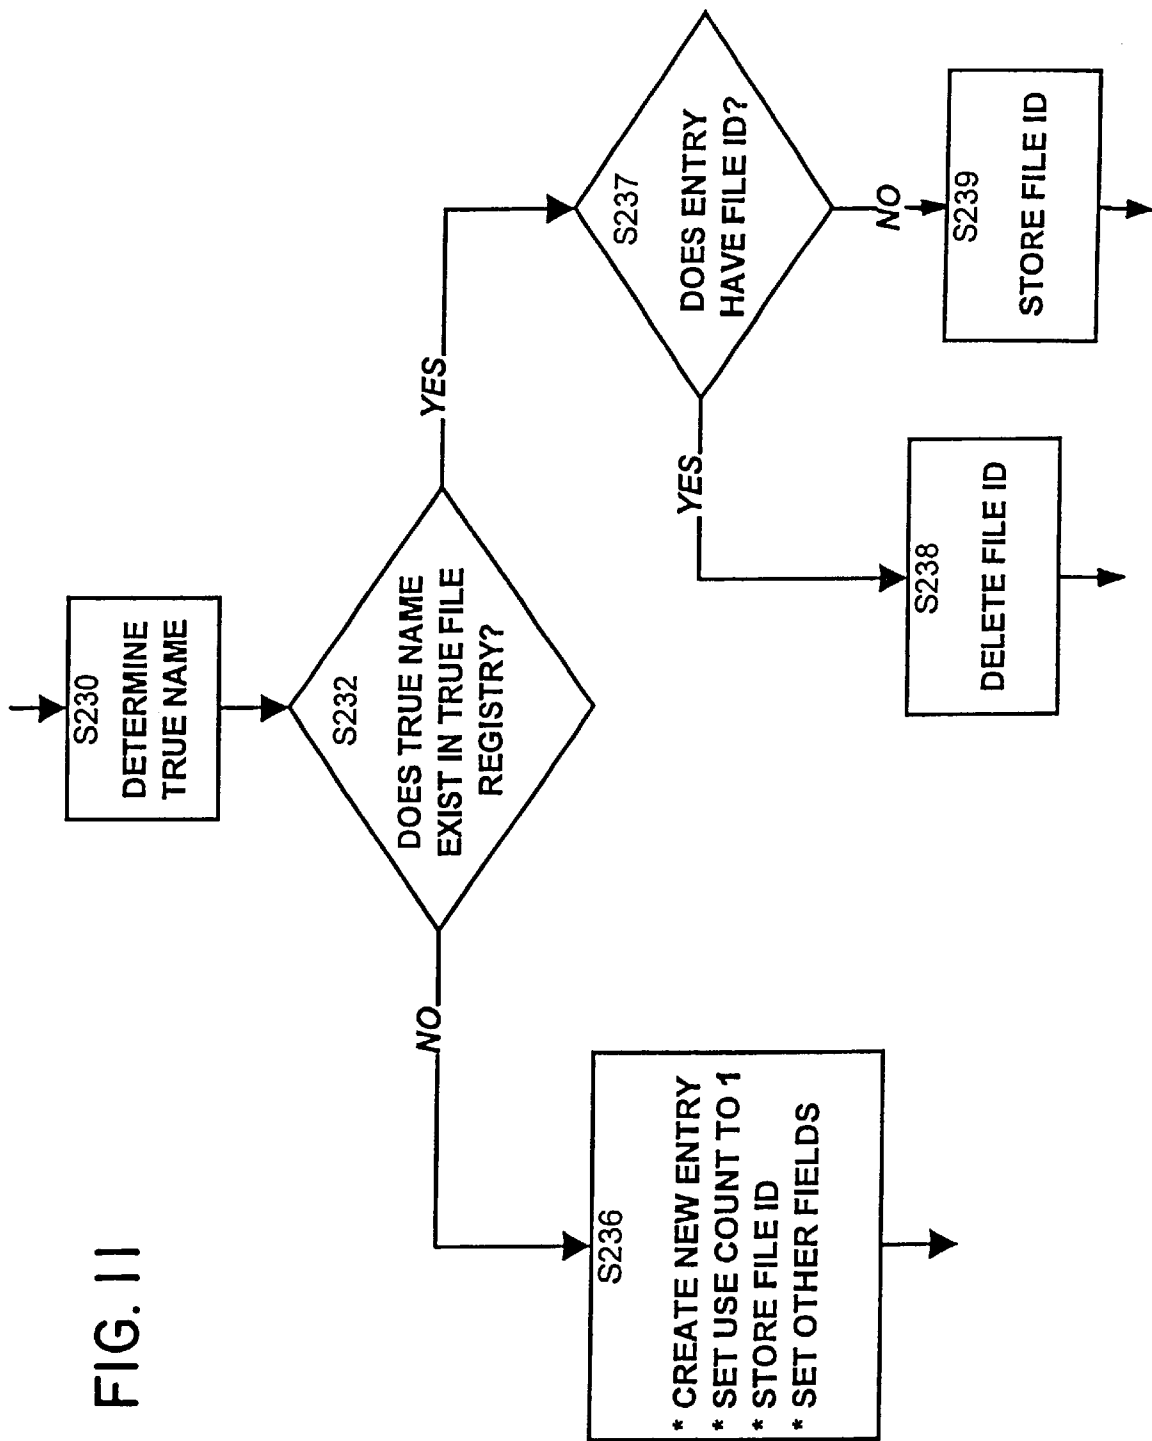 FIG. 11
S230
DETERMINE
TRUE NAME
S232
DOES TRUE NAME
EXIST IN TRUE FILE
REGISTRY?
NO
YES
S236
* CREATE NEW ENTRY
* SET USE COUNT TO 1
* STORE FILE ID
* SET OTHER FIELDS
S237
DOES ENTRY
HAVE FILE ID?
YES
NO
S238
DELETE FILE ID
S239
STORE FILE ID